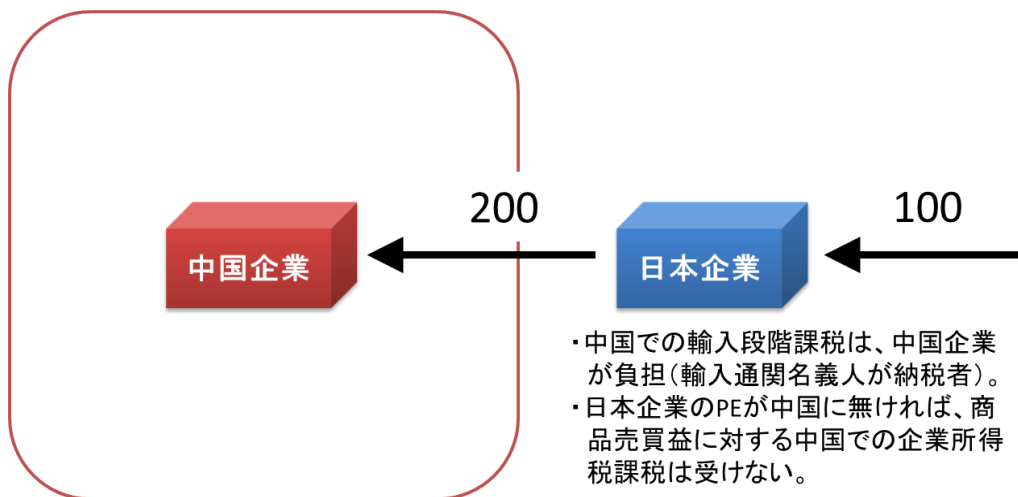 200
100
中国企業
日本企業
・中国での輸入段階課税は、中国企業
が負担(輸入通関名義人が納税者)。
・日本企業のPEが中国に無ければ、商
品売買益に対する中国での企業所得
税課税は受けない。